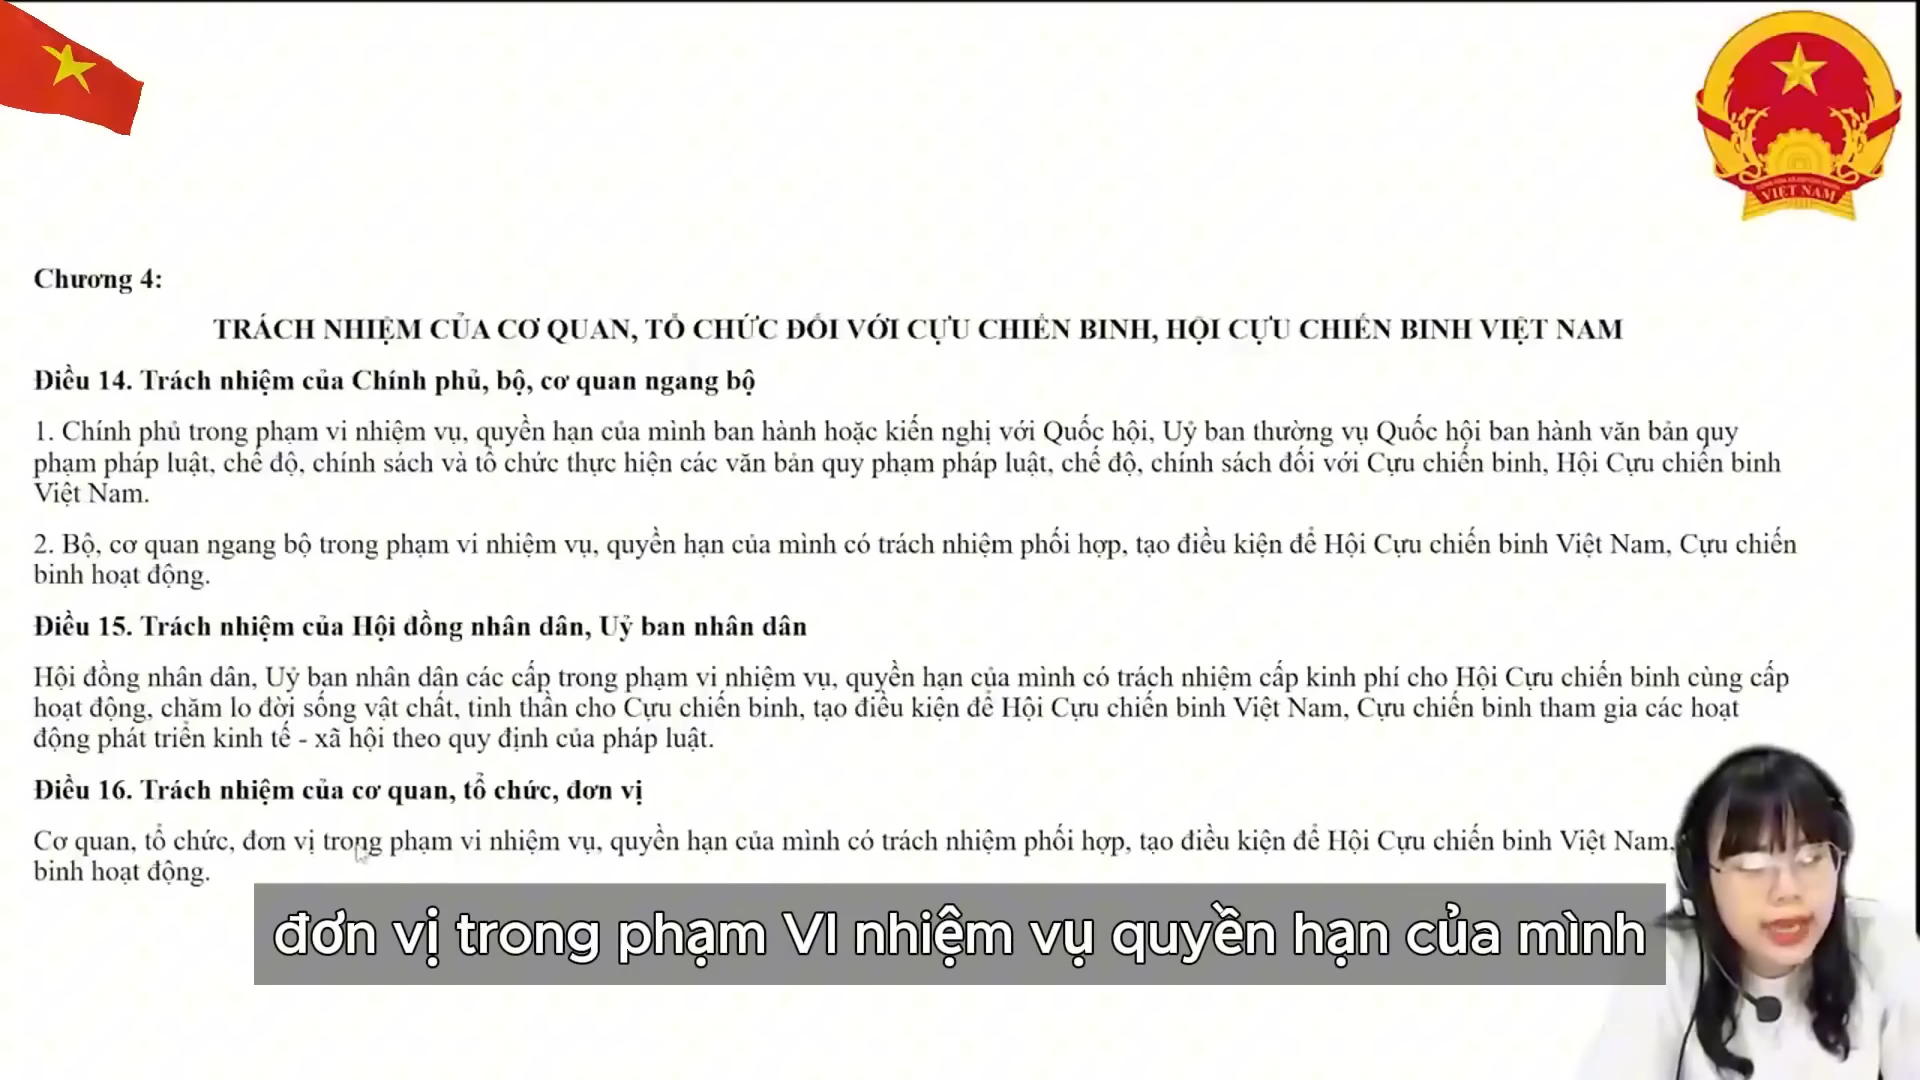 VIỆT NAM
Chương 4:
TRÁCH NHIỆM CỦA CƠ QUAN, TỔ CHỨC ĐỐI VỚI CỰU CHIẾN BINH, HỘI CỰU CHIẾN BINH VIỆT NAM
Điều 14. Trách nhiệm của Chính phủ, bộ, cơ quan ngang bộ
1. Chính phủ trong phạm vi nhiệm vụ, quyền hạn của mình ban hành hoặc kiến nghị với Quốc hội, Uỷ ban thường vụ Quốc hội ban hành văn bản quy
phạm pháp luật, chế độ, chính sách và tổ chức thực hiện các văn bản quy phạm pháp luật, chế độ, chính sách đối với Cựu chiến binh, Hội Cựu chiến binh
Việt Nam.
2. Bộ, cơ quan ngang bộ trong phạm vi nhiệm vụ, quyền hạn của mình có trách nhiệm phối hợp, tạo điều kiện để Hội Cựu chiến binh Việt Nam, Cựu chiến
binh hoạt động.
Điều 15. Trách nhiệm của Hội đồng nhân dân, Uỷ ban nhân dân
Hội đồng nhân dân, Uỷ ban nhân dân các cấp trong phạm vi nhiệm vụ, quyền hạn của mình có trách nhiệm cấp kinh phí cho Hội Cựu chiến binh cùng cấp
hoạt động, chăm lo đời sống vật chất, tinh thần cho Cựu chiến binh, tạo điều kiện để Hội Cựu chiến binh Việt Nam, Cựu chiến binh tham gia các hoạt
động phát triển kinh tế - xã hội theo quy định của pháp luật.
Điều 16. Trách nhiệm của cơ quan, tổ chức, đơn vị
Cơ quan, tổ chức, đơn vị trong phạm vi nhiệm vụ, quyền hạn của mình có trách nhiệm phối hợp, tạo điều kiện để Hội Cựu chiến binh Việt Nam,
binh hoạt động.
đơn vị trong phạm VI nhiệm vụ quyền hạn của mình